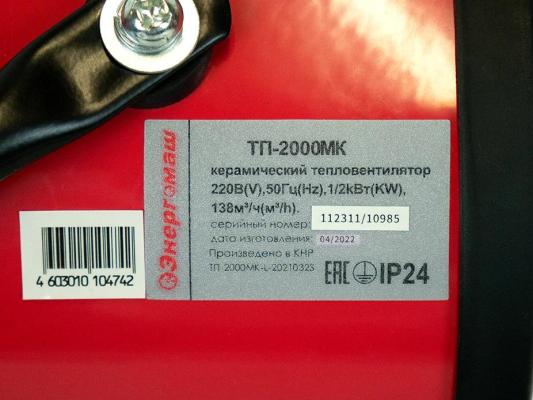 ТП-2000МК
керамический тепловентилятор
220В(V),50Гц(Hz),1/2кВт(KW),
138м³/ч(м³/h).
серийный номер: 112311/10985
дата изготовления: 04/2022
Произведено в КНР
ТП-2000МК-L-20210323
EAC IP24
Энергомаш
4 603010 104742